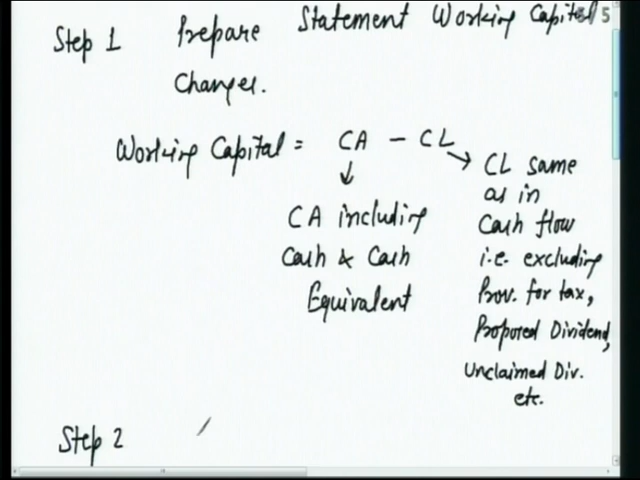 Step 1 Prepare Statement Working Capital
Changes.
Working Capital = CA - CL
CL same
as in
CA including Cash flow
Cash & Cash i.e. excluding
Equivalent Prov. for tax,
Proposed Dividend,
Unclaimed Div.
etc.
Step 2